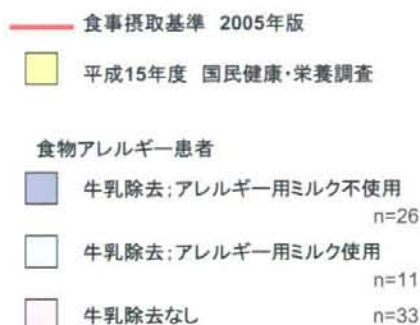 食事摂取基準 2005年版
平成15年度 国民健康・栄養調査
食物アレルギー患者
牛乳除去;アレルギー用ミルク不使用
n=26
牛乳除去;アレルギー用ミルク使用
n=11
牛乳除去なし n=33